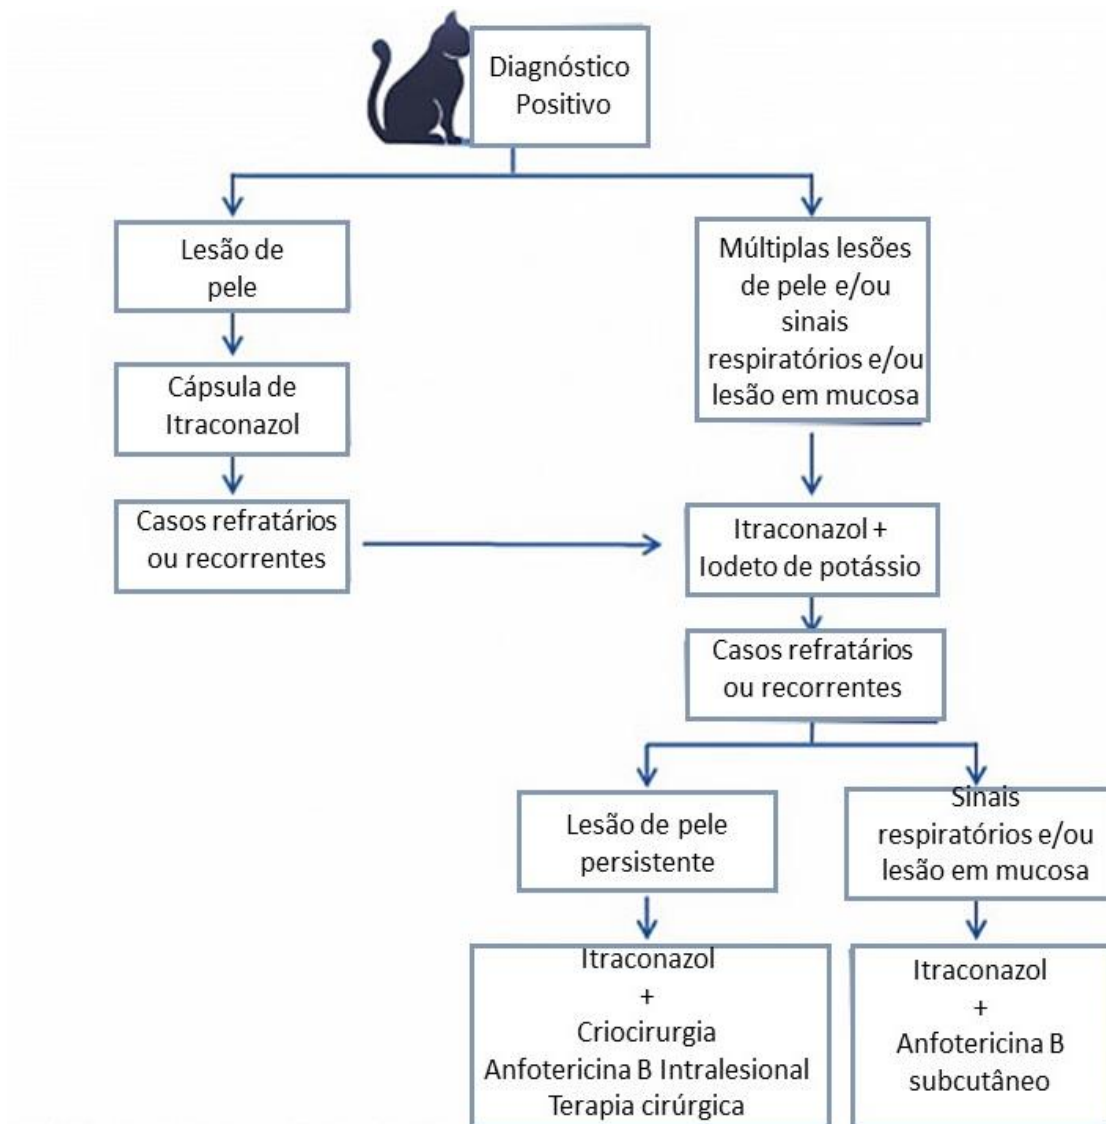 Diagnóstico
Positivo
Lesão de
pele
Múltiplas lesões
de pele e/ou
sinais
respiratórios e/ou
lesão em mucosa
Cápsula de
Itraconazol
Casos refratários
ou recorrentes
Itraconazol +
Iodeto de potássio
Casos refratários
ou recorrentes
Lesão de pele
persistente
Sinais
respiratórios e/ou
lesão em mucosa
Itraconazol
+
Criocirurgia
Anfotericina B Intralesional
Terapia cirúrgica
Itraconazol
+
Anfotericina B
subcutâneo